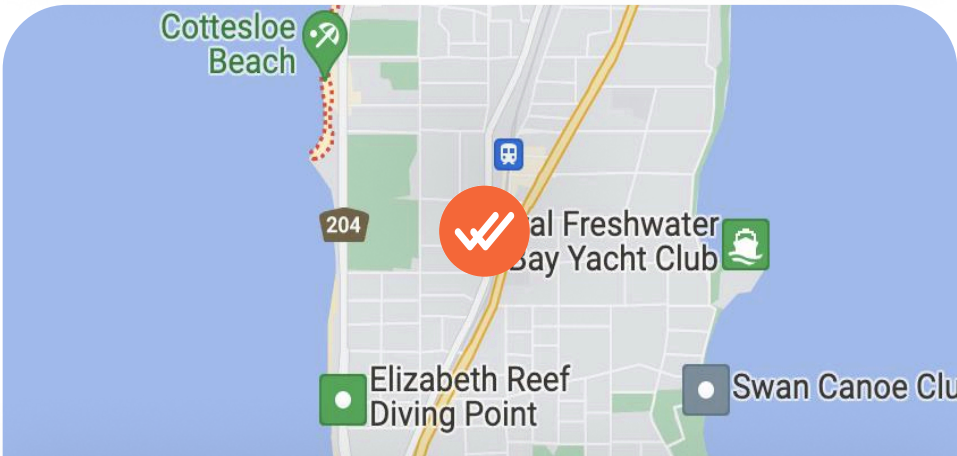 Cottesloe
Beach
204
al Freshwater
Bay Yacht Club
Elizabeth Reef
Diving Point
Swan Canoe Clu